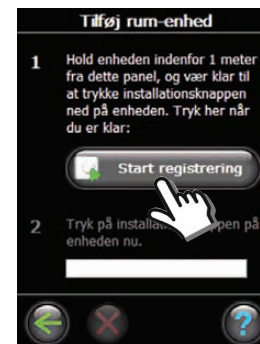 Tilføj rum-enhed
1 Hold enheden indenfor 1 meter
fra dette panel, og vær klar til
at trykke installationsknappen
ned på enheden. Tryk her når
du er klar:
Start registrering
2 Tryk på på
enheden nu.
?